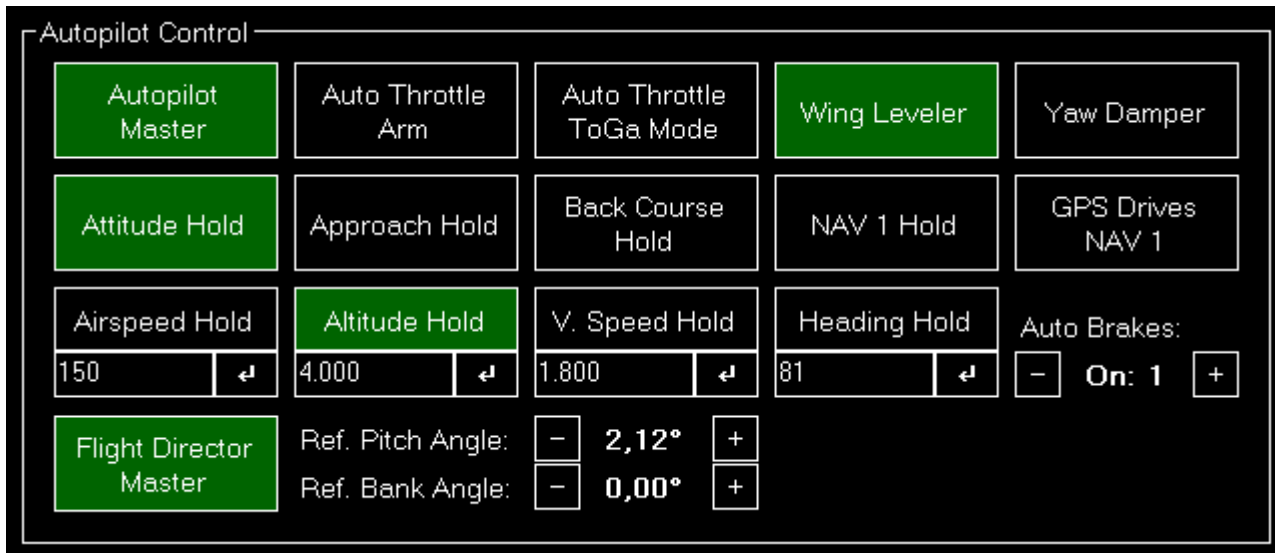 Autopilot Control
Autopilot
Master
Auto Throttle
Arm
Auto Throttle
ToGa Mode
Wing Leveler
Yaw Damper
Attitude Hold
Approach Hold
Back Course
Hold
NAV 1 Hold
GPS Drives
NAV 1
Airspeed Hold
150
Altitude Hold
4.000
V. Speed Hold
1.800
Heading Hold
81
Auto Brakes:
− On: 1 +
Flight Director
Master
Ref. Pitch Angle: − 2,12° +
Ref. Bank Angle: − 0,00° +